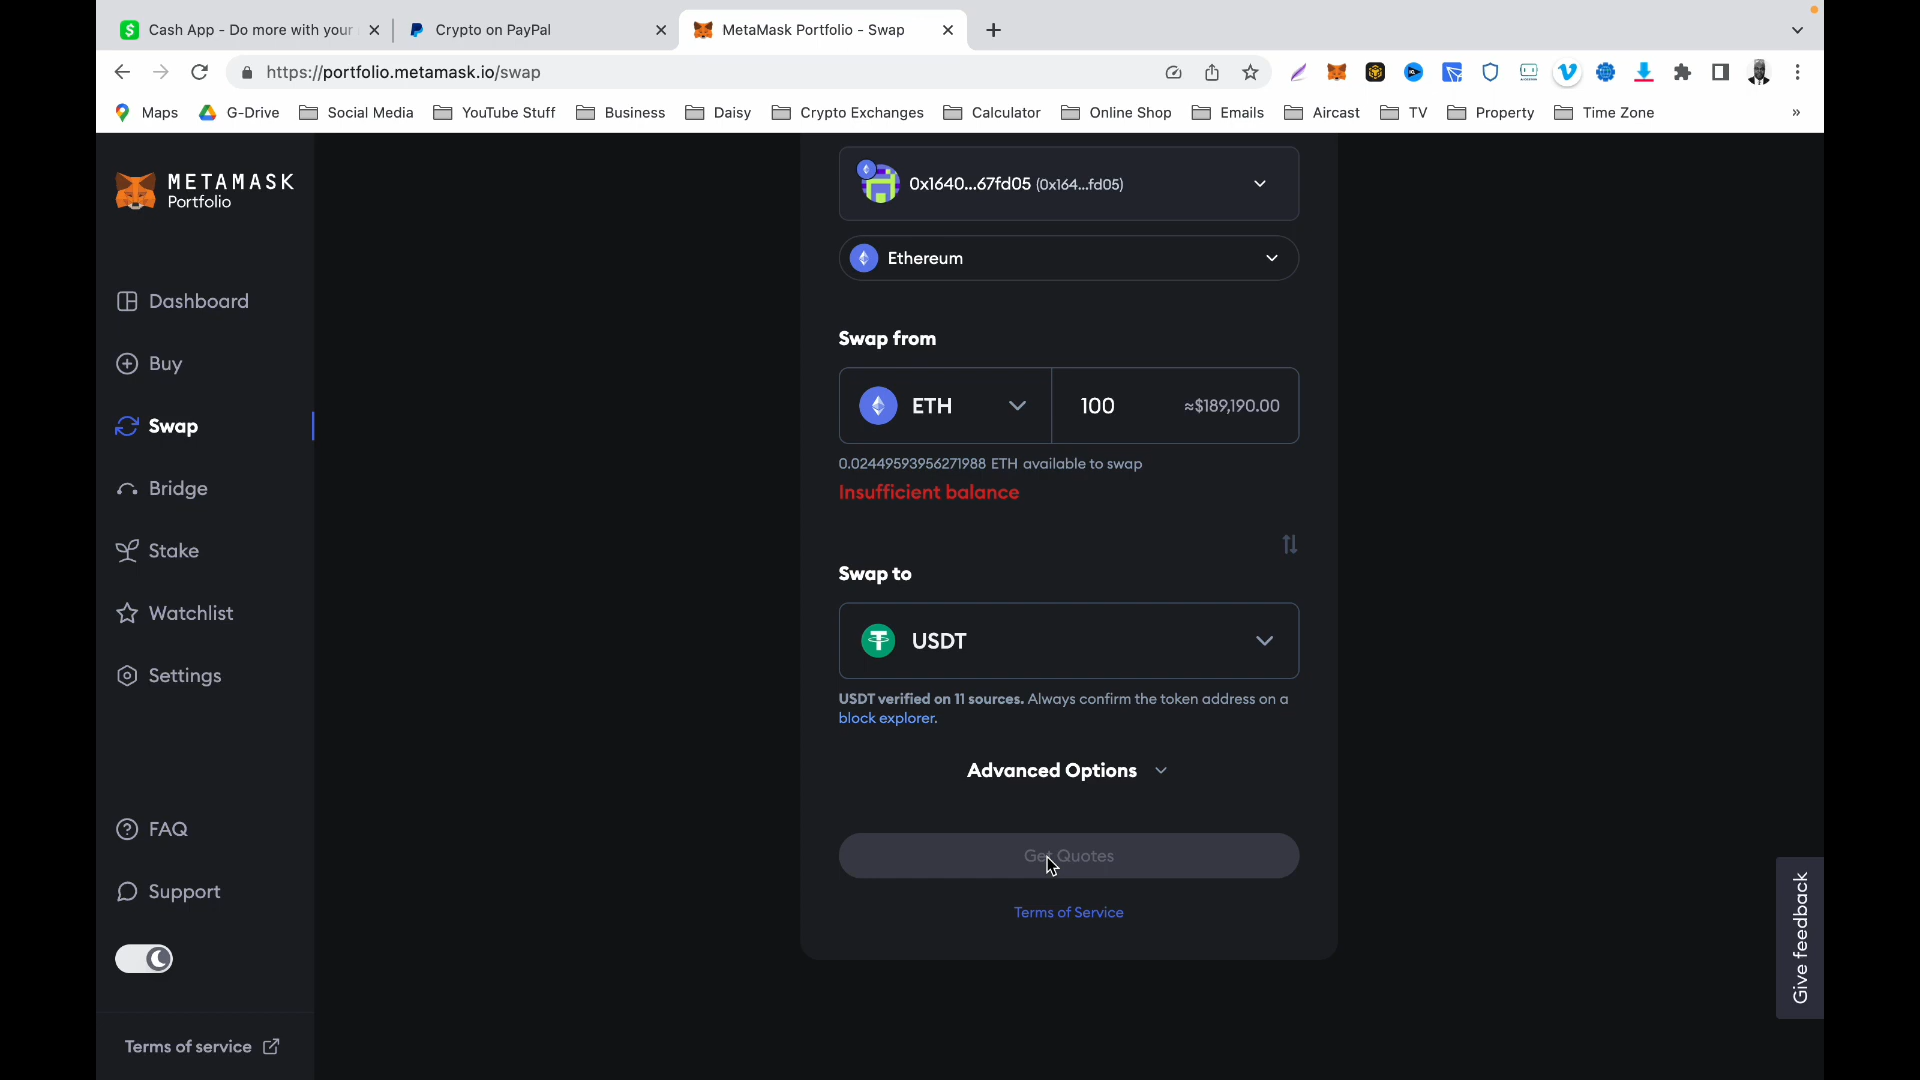 Cash App - Do more with your
Crypto on PayPal
MetaMask Portfolio - Swap
https://portfolio.metamask.io/swap
Maps
G-Drive
Social Media
YouTube Stuff
Business
Daisy
Crypto Exchanges
Calculator
Online Shop
Emails
Aircast
TV
Property
Time Zone
»
METAMASK
Portfolio
Dashboard
Buy
Swap
Bridge
Stake
Watchlist
Settings
FAQ
Support
Terms of service
0x1640...67fd05 (0x164...fd05)
Ethereum
Swap from
ETH
100
≈$189,190.00
0.02449593956271988 ETH available to swap
Insufficient balance
Swap to
USDT
USDT verified on 11 sources. Always confirm the token address on a
block explorer.
Advanced Options
Get Quotes
Terms of Service
Give feedback